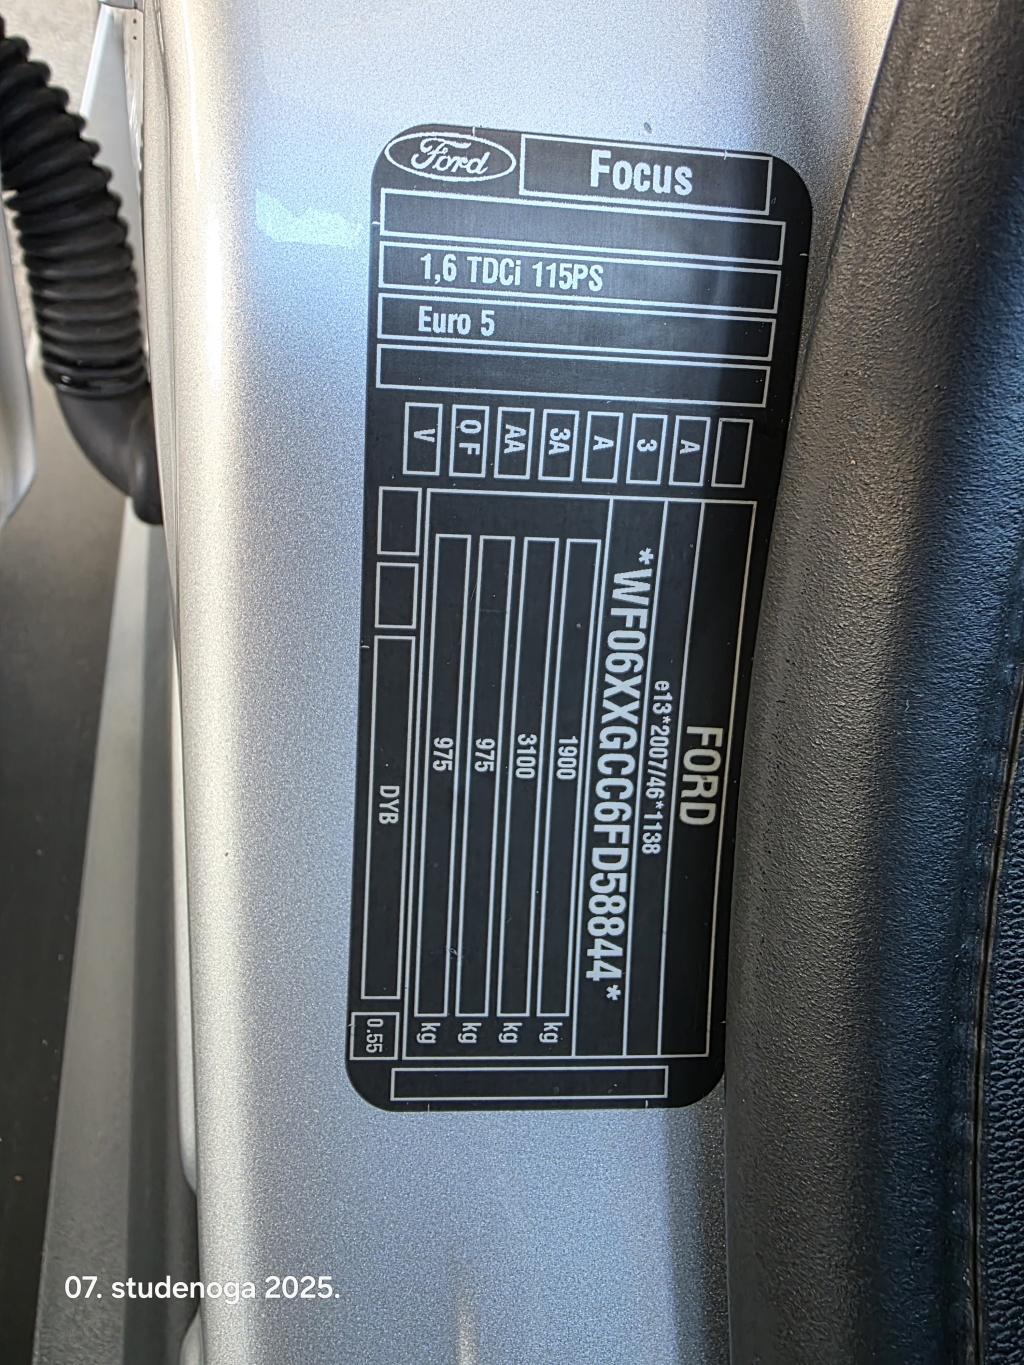 Ford
Focus
1,6 TDCi 115PS
Euro 5
V
0 F
AA
3A
A
3
A
FORD
e13*2007/46*1138
*WF06XXGCC6FD58844*
1900 kg
3100 kg
975 kg
975 kg
DYB
0.55
07. studenoga 2025.